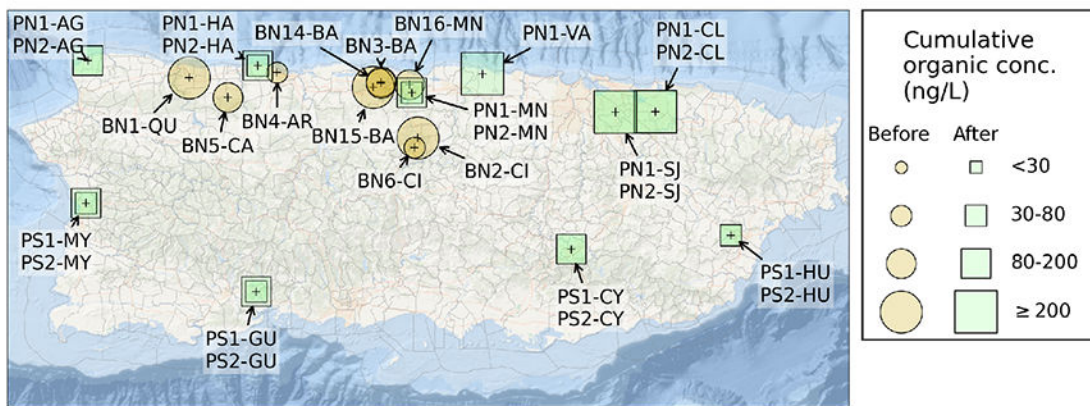 PN1-AG
PN2-AG
PN1-HA
PN2-HA
BN14-BA
BN3-BA
BN16-MN
PN1-VA
PN1-CL
PN2-CL
BN1-QU
BN5-CA
BN4-AR
BN15-BA
PN1-MN
PN2-MN
BN6-CI
BN2-CI
PN1-SJ
PN2-SJ
PS1-MY
PS2-MY
PS1-GU
PS2-GU
PS1-CY
PS2-CY
PS1-HU
PS2-HU
Cumulative
organic conc.
(ng/L)
Before After
<30
30-80
80-200
≥ 200